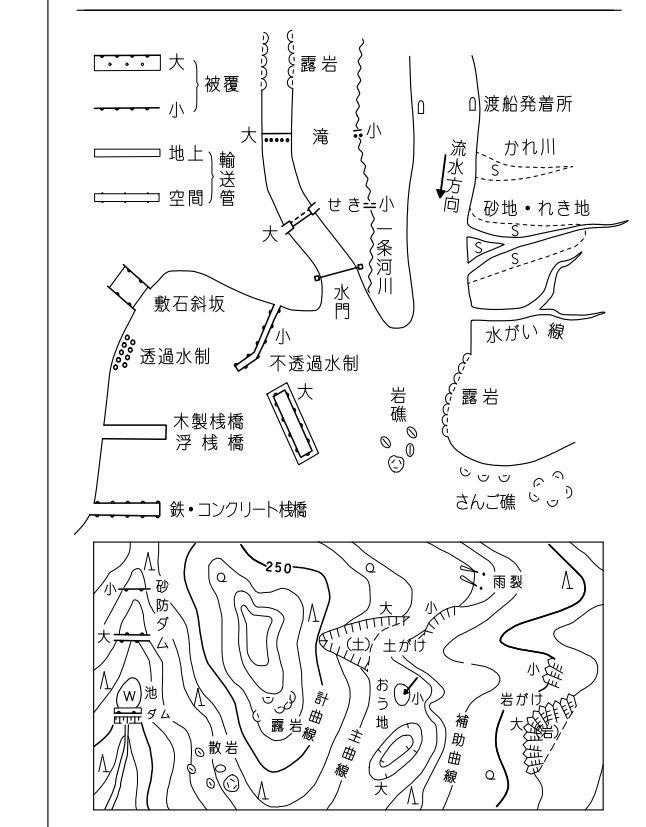 大
被覆
小
地上
輸送管
空間
露岩
大
滝
小
せき
小
大
一条河川
水門
渡船発着所
流水方向
かれ川
S
砂地・れき地
S
S
S
水がい線
敷石斜坂
小
透過水制
不透過水制
大
岩礁
露岩
木製桟橋
浮桟橋
さんご礁
鉄・コンクリート桟橋
250
小
砂防ダム
大
W
池
ダム
露岩
散岩
計曲線
主曲線
補助曲線
大
小
(土)
土がけ
雨裂
おう地
小
大
小
岩がけ
大
(岩)